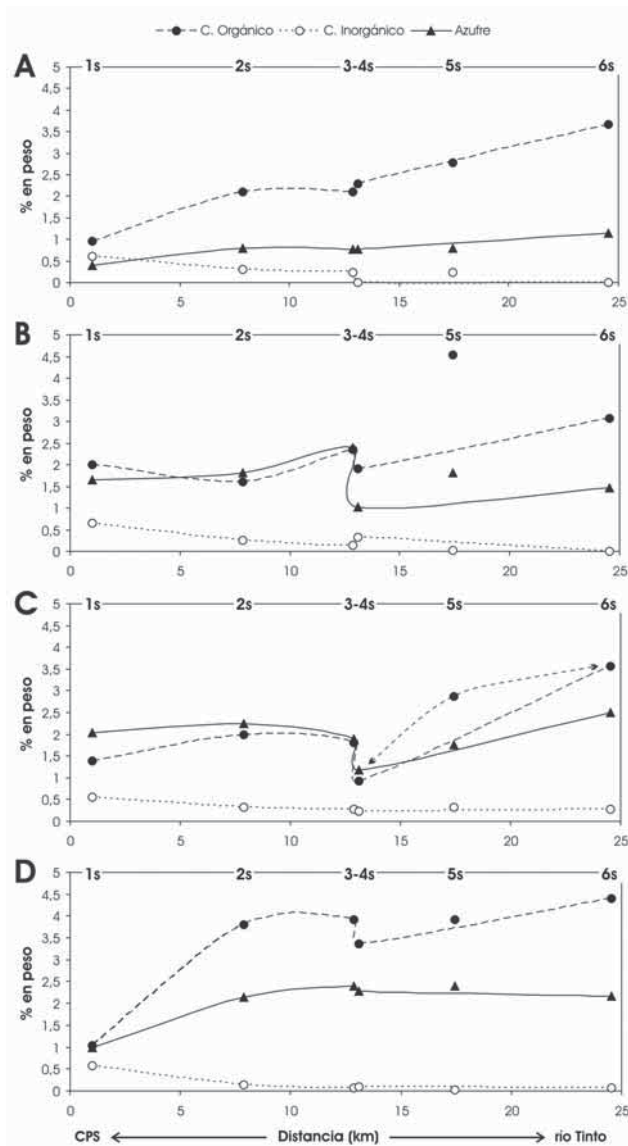 C. Orgánico C. Inorgánico Azufre
A
1s 2s 3-4s 5s 6s
% en peso
5
4,5
4
3,5
3
2,5
2
1,5
1
0,5
0
0 5 10 15 20 25
B
1s 2s 3-4s 5s 6s
% en peso
5
4,5
4
3,5
3
2,5
2
1,5
1
0,5
0
0 5 10 15 20 25
C
1s 2s 3-4s 5s 6s
% en peso
5
4,5
4
3,5
3
2,5
2
1,5
1
0,5
0
0 5 10 15 20 25
D
1s 2s 3-4s 5s 6s
% en peso
5
4,5
4
3,5
3
2,5
2
1,5
1
0,5
0
0 5 10 15 20 25
CPS Distancia (km) río Tinto